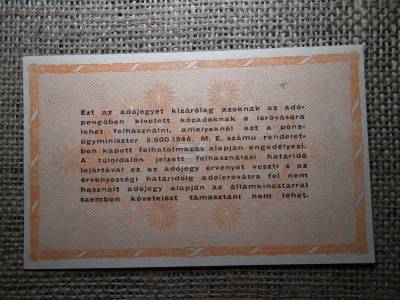 Ezt az adójegyet kizárólag azoknak az adó-
pengőben kivetett közadóknak a lerovására
lehet felhasználni, amelyeknél azt a pénz-
ügyminiszter 5.600/1946. M. E. számu rendelet-
ben kapott felhatalmazás alapján engedélyezi.
A túloldalon jelzett felhasználási határidő
lejártával ez az adójegy érvényét veszti s az
érvényességi határidőig adólerovásra fel nem
használt adójegy alapján az államkincstárral
szemben követelést támasztani nem lehet.